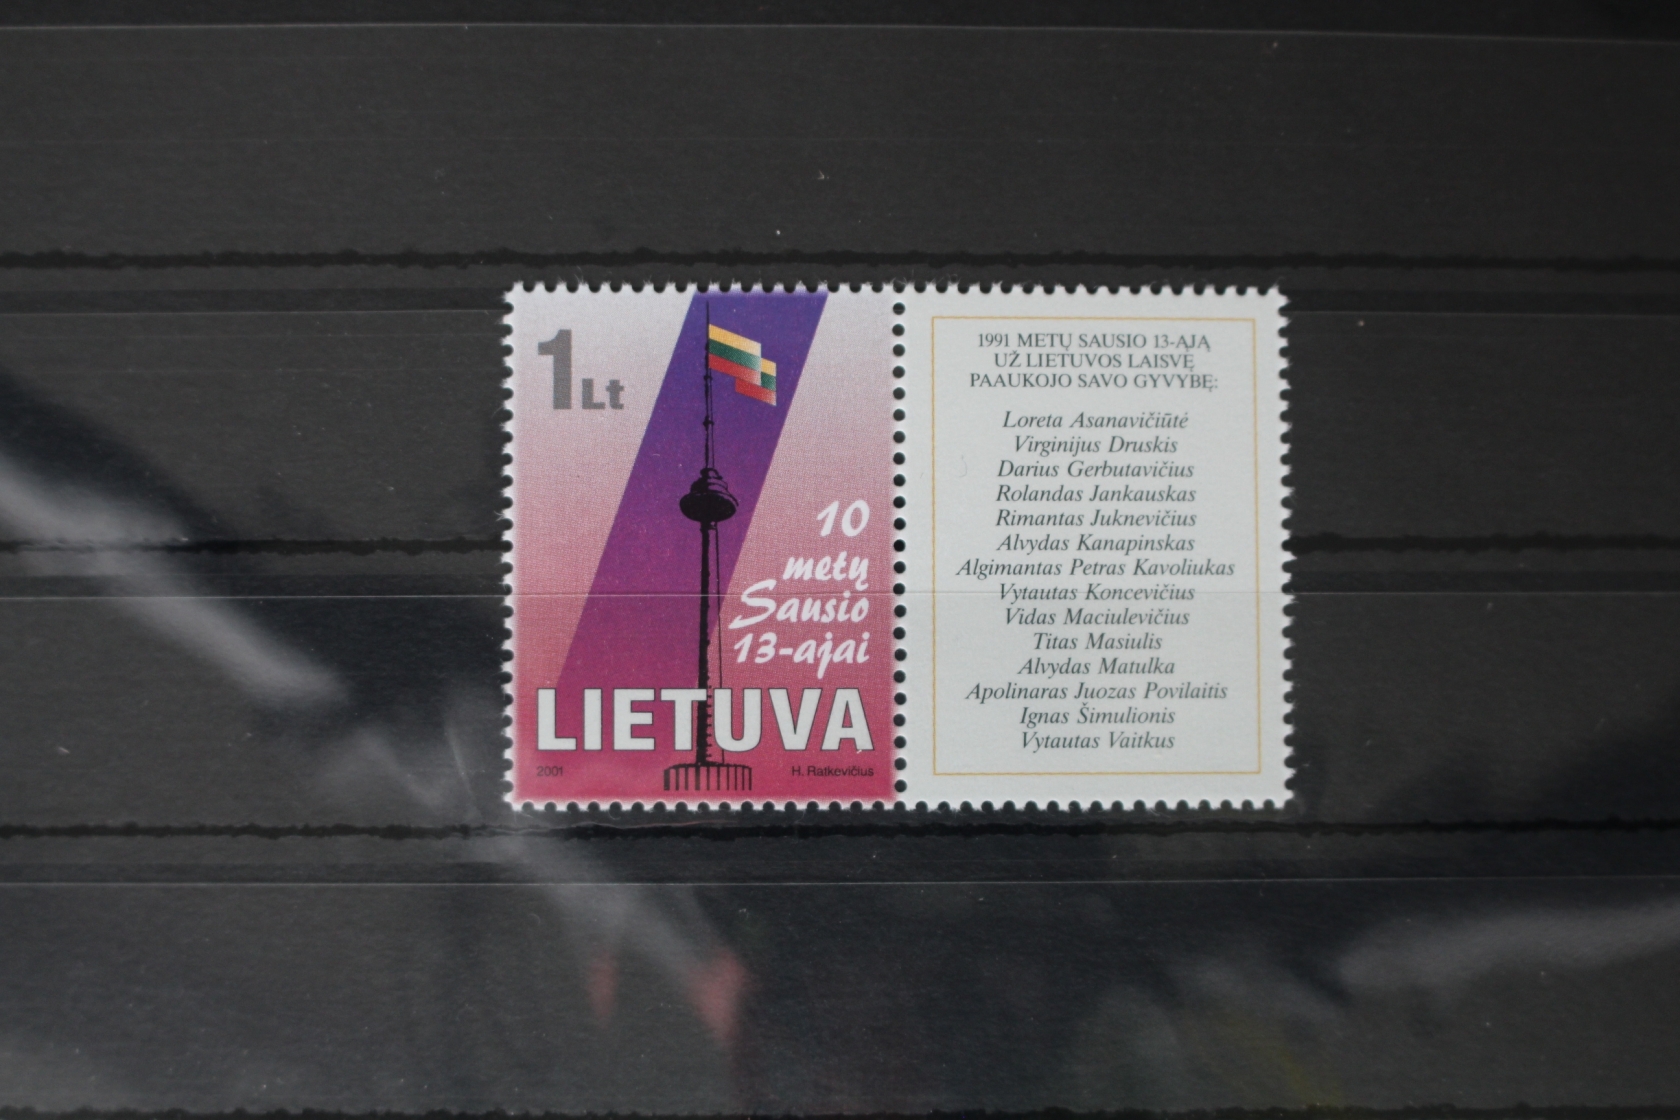 1Lt
10
metų
Sausio
13-ajai
LIETUVA
2001
H. Ratkevičius
1991 METŲ SAUSIO 13-ĄJĄ
UŽ LIETUVOS LAISVĘ
PAAUKOJO SAVO GYVYBĘ:
Loreta Asanavičiūtė
Virginijus Druskis
Darius Gerbutavičius
Rolandas Jankauskas
Rimantas Juknevičius
Alvydas Kanapinskas
Algimantas Petras Kavoliukas
Vytautas Koncevičius
Vidas Maciulevičius
Titas Masiulis
Alvydas Matulka
Apolinaras Juozas Povilaitis
Ignas Šimulionis
Vytautas Vaitkus